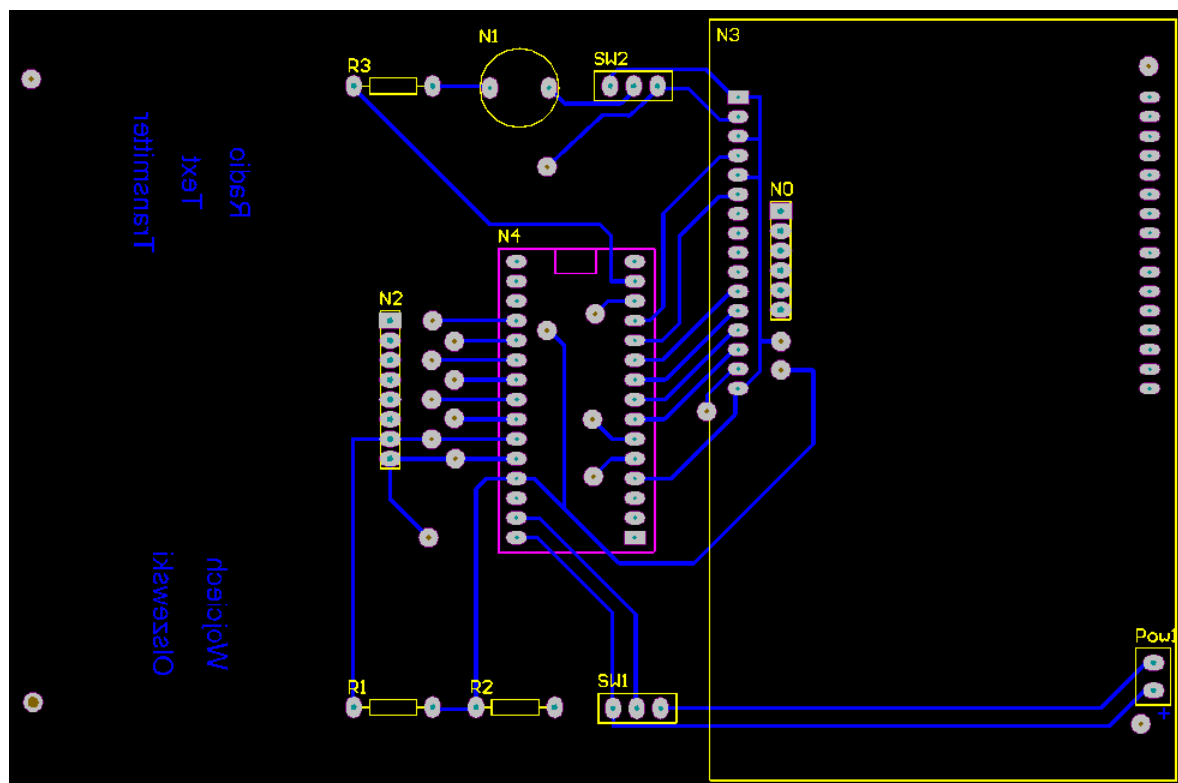 N1
N3
SW2
R3
Radio
Text
Transmitter
N0
N4
N2
Wojciech
Olszewski
Pow1
R1
R2
SW1
+